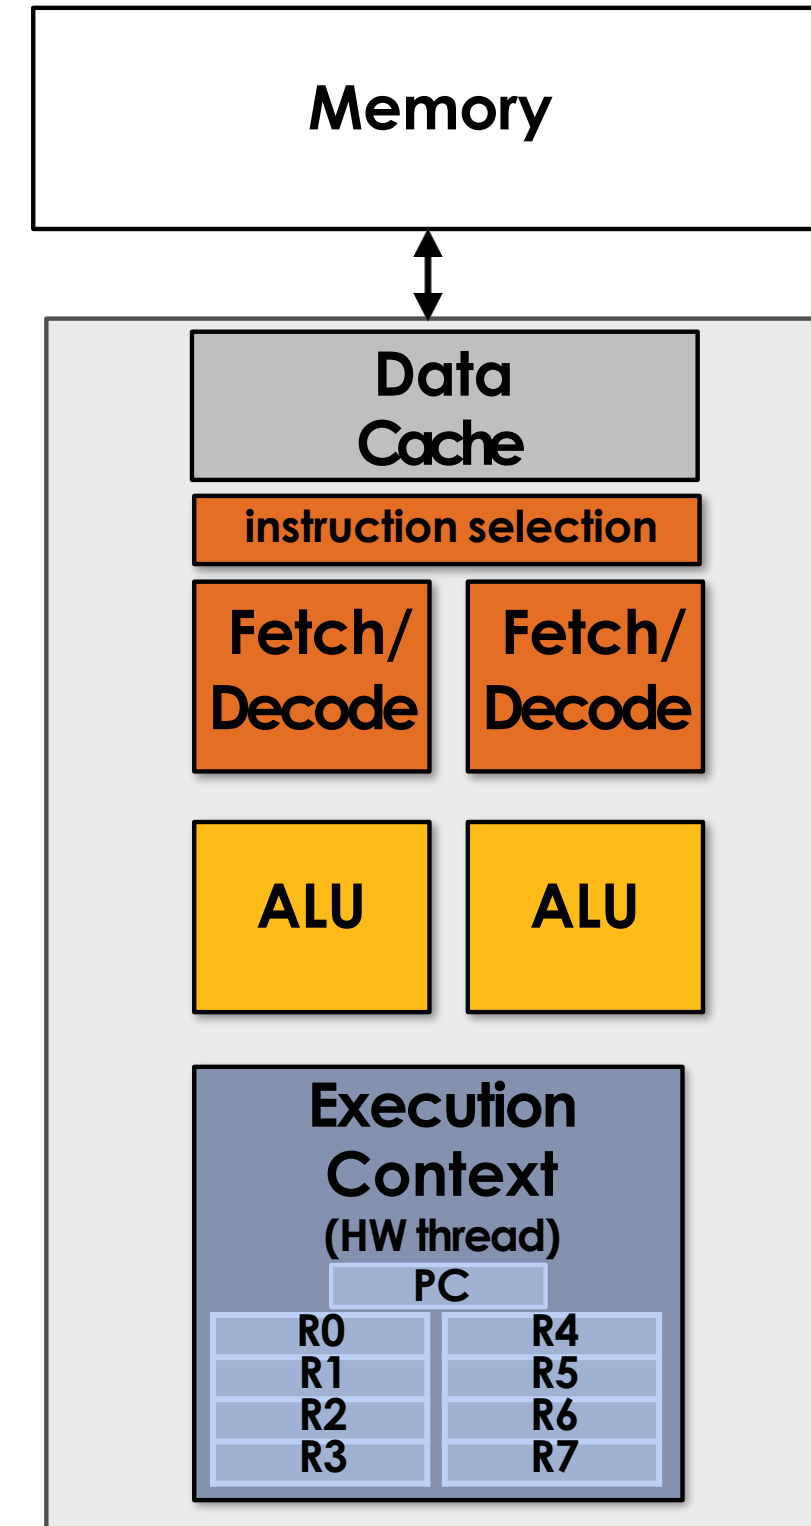 Memory
Data
Cache
instruction selection
Fetch/
Decode
Fetch/
Decode
ALU
ALU
Execution
Context
(HW thread)
PC
R0
R1
R2
R3
R4
R5
R6
R7